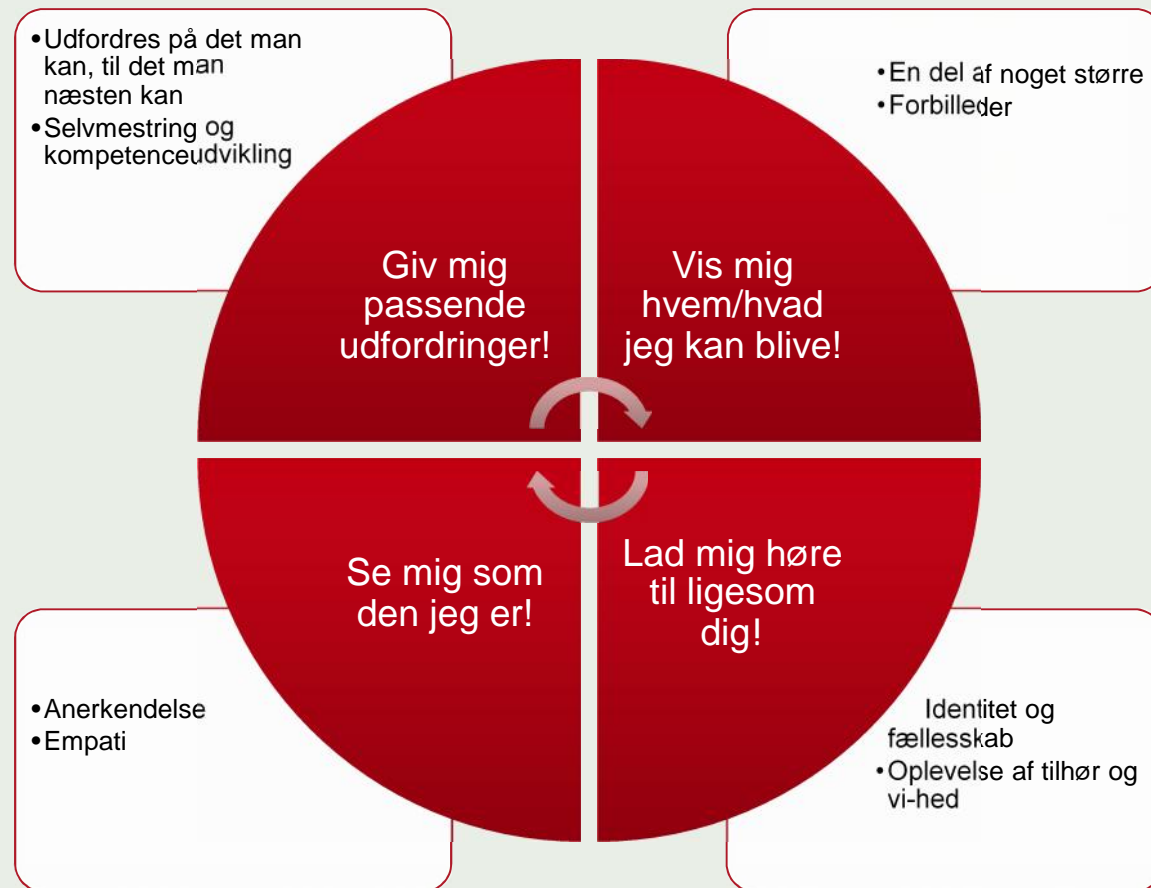 •Udfordres på det man
kan, til det man
næsten kan
•Selvmestring og
kompetenceudvikling
•En del af noget større
•Forbilleder
Giv mig
passende
udfordringer!
Vis mig
hvem/hvad
jeg kan blive!
Se mig som
den jeg er!
Lad mig høre
til ligesom
dig!
•Anerkendelse
•Empati
Identitet og
fællesskab
•Oplevelse af tilhør og
vi-hed